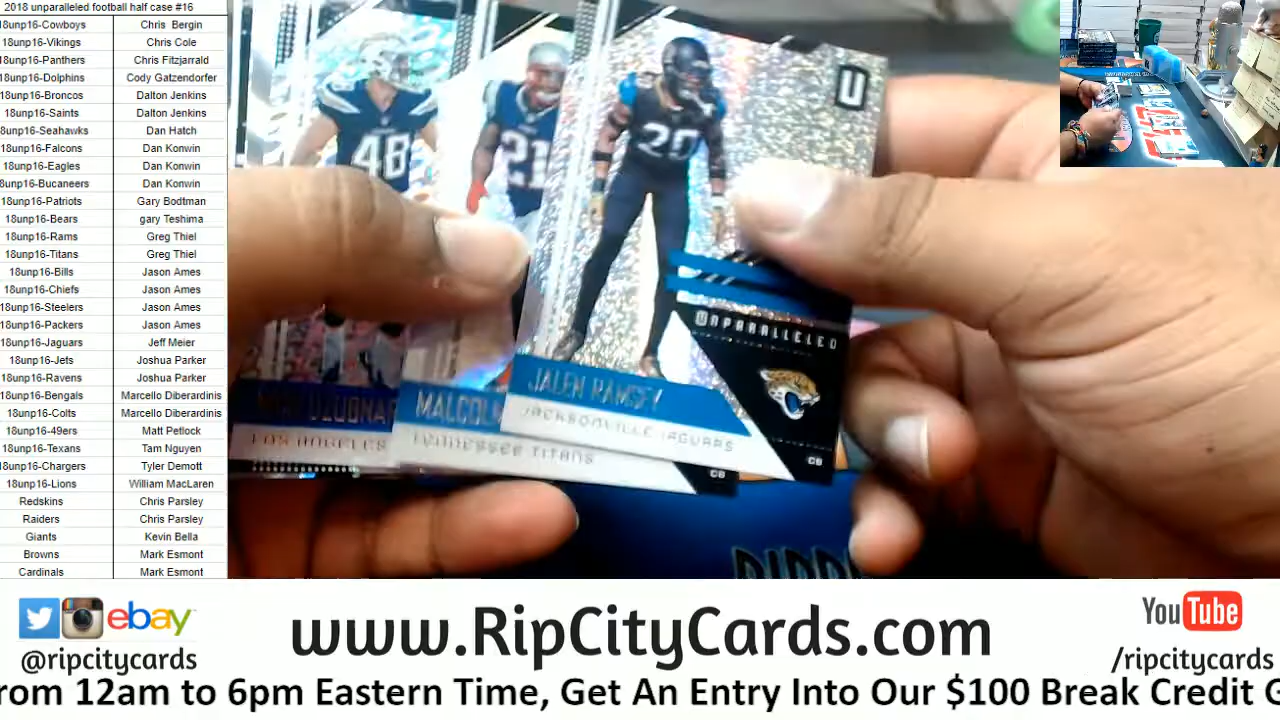 2018 unparalleled football half case #16
18unp16-Cowboys Chris Bergin
18unp16-Vikings Chris Cole
18unp16-Panthers Chris Fitzjarrald
18unp16-Dolphins Cody Gatzendorfer
18unp16-Broncos Dalton Jenkins
18unp16-Saints Dalton Jenkins
18unp16-Seahawks Dan Hatch
18unp16-Falcons Dan Konwin
18unp16-Eagles Dan Konwin
18unp16-Bucaneers Dan Konwin
18unp16-Patriots Gary Bodtman
18unp16-Bears gary Teshima
18unp16-Rams Greg Thiel
18unp16-Titans Greg Thiel
18unp16-Bills Jason Ames
18unp16-Chiefs Jason Ames
18unp16-Steelers Jason Ames
18unp16-Packers Jason Ames
18unp16-Jaguars Jeff Meier
18unp16-Jets Joshua Parker
18unp16-Ravens Joshua Parker
18unp16-Bengals Marcello Diberardinis
18unp16-Colts Marcello Diberardinis
18unp16-49ers Matt Petlock
18unp16-Texans Tam Nguyen
18unp16-Chargers Tyler Demott
18unp16-Lions William MacLaren
Redskins Chris Parsley
Raiders Chris Parsley
Giants Kevin Bella
Browns Mark Esmont
Cardinals Mark Esmont
48
21
20
U
UNPARALLELED
JALEN RAMSEY
JACKSONVILLE JAGUARS
CB
MALCOL
TENNESSEE TITANS
CB
LOS ANGELES
ebay
@ripcitycards
www.RipCityCards.com
YouTube
/ripcitycards
rom 12am to 6pm Eastern Time, Get An Entry Into Our $100 Break Credit G